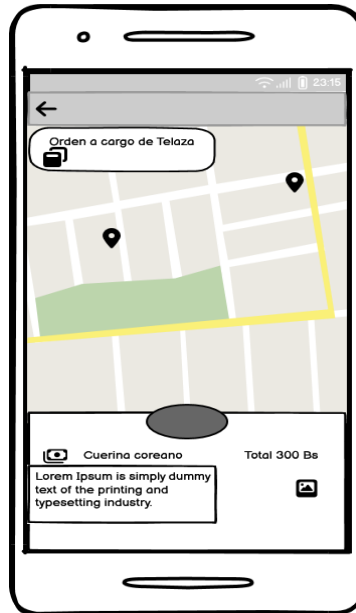 23:15
Orden a cargo de Telaza
Cuerina coreano
Total 300 Bs
Lorem Ipsum is simply dummy
text of the printing and
typesetting industry.